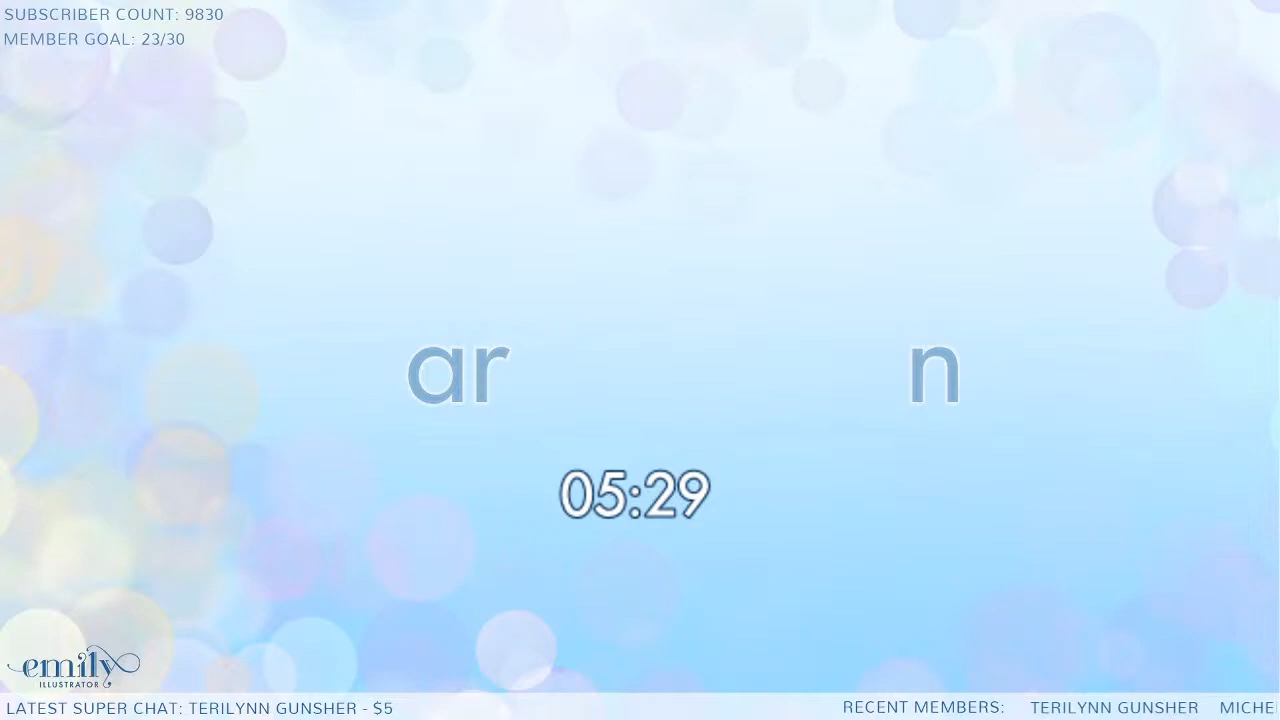 SUBSCRIBER COUNT: 9830
MEMBER GOAL: 23/30
ar n
05:29
emily
ILLUSTRATOR
LATEST SUPER CHAT: TERILYNN GUNSHER - $5
RECENT MEMBERS: TERILYNN GUNSHER MICHE